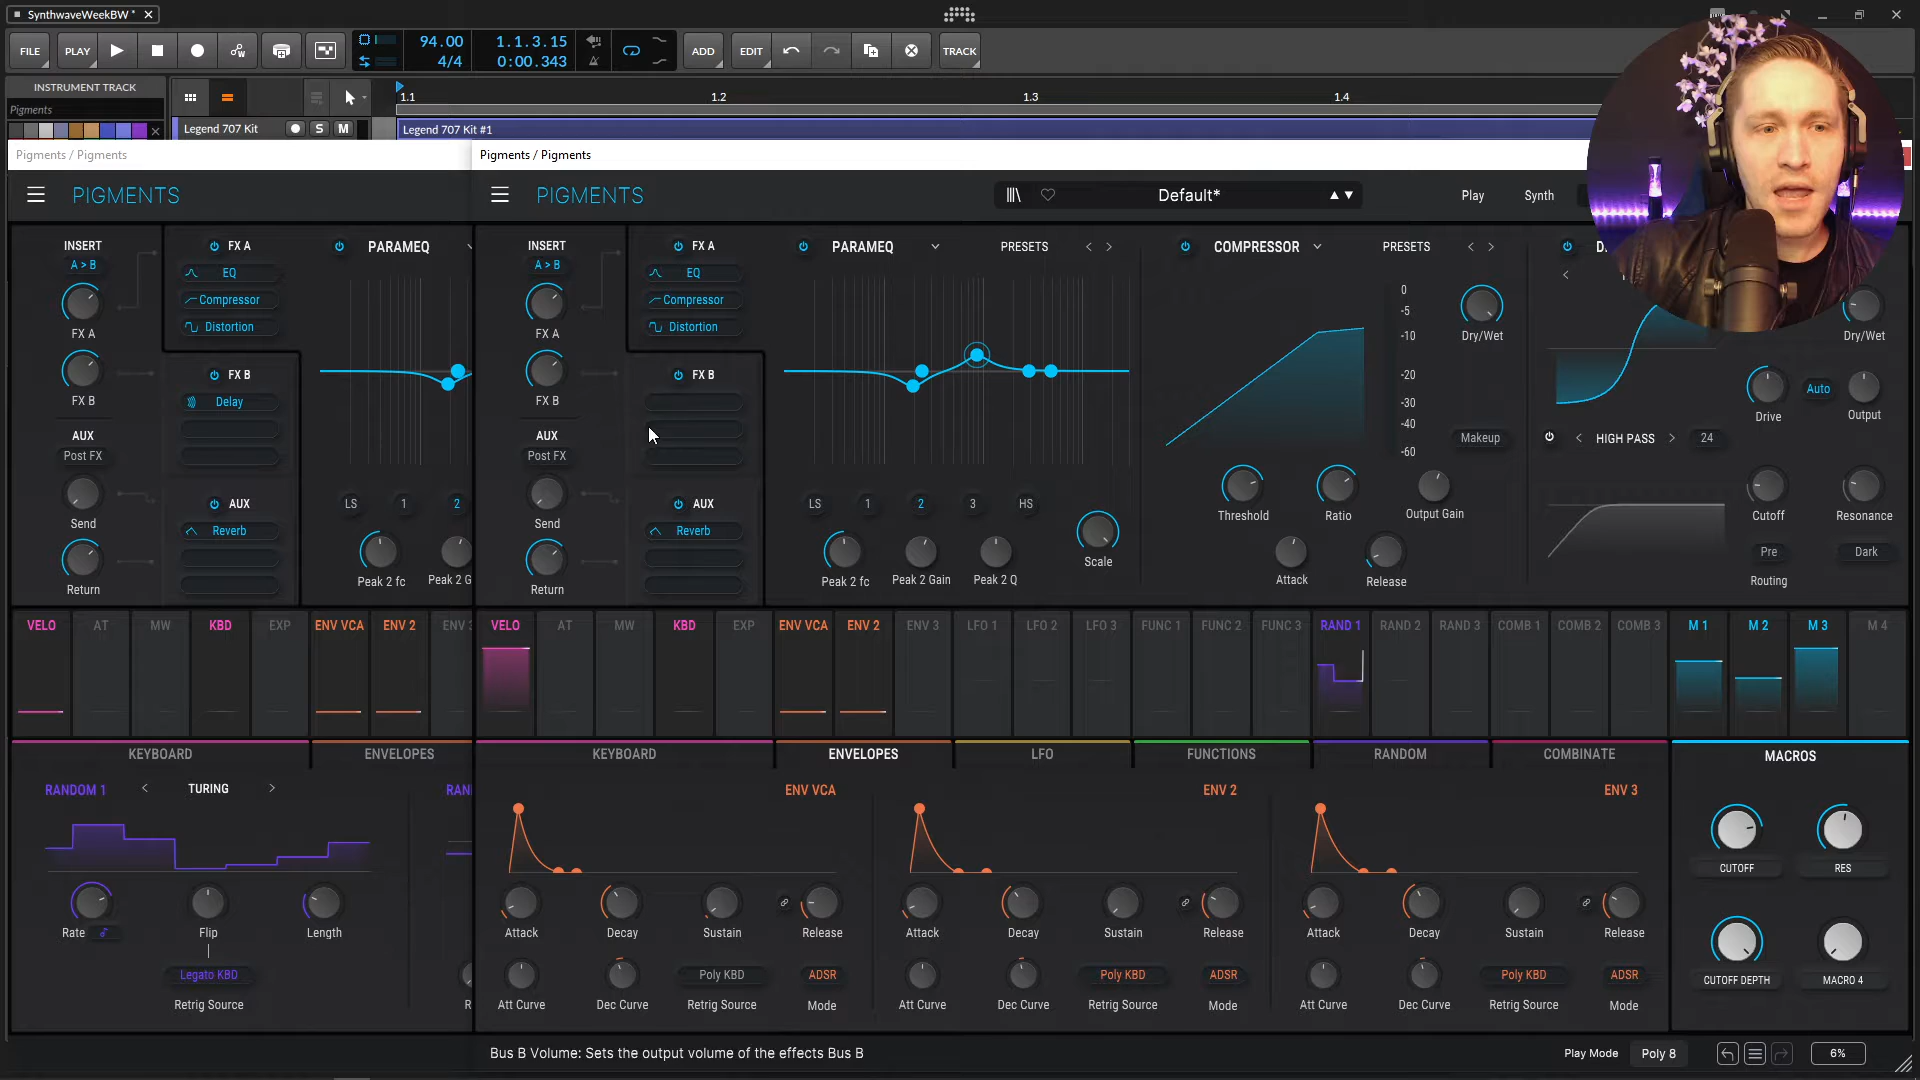 SynthwaveWeekBW *
FILE PLAY 94.00 4/4 1.1.3.15 0:00.343 ADD EDIT TRACK
INSTRUMENT TRACK
Pigments
1.1 1.2 1.3 1.4
Legend 707 Kit S M Legend 707 Kit #1
Pigments / Pigments Pigments / Pigments
PIGMENTS PIGMENTS Default* Play Synth
INSERT FX A PARAMEQ INSERT FX A PARAMEQ PRESETS COMPRESSOR PRESETS
A > B EQ A > B EQ
Compressor Compressor
Distortion Distortion
FX A FX A
FX B FX B
Delay
FX B FX B
AUX AUX
Post FX Post FX
AUX AUX
Send Send
Reverb Reverb
Return Return
LS 1 2 LS 1 2 3 HS
Peak 2 fc Peak 2 G Peak 2 fc Peak 2 Gain Peak 2 Q Scale
0
-5
-10
-20
-30
-40
-60
Dry/Wet
Makeup
Threshold Ratio Output Gain
Attack Release
Dry/Wet
Drive Auto Output
HIGH PASS 24
Cutoff Resonance
Pre Dark
Routing
VELO AT MW KBD EXP ENV VCA ENV 2 ENV 3 VELO AT MW KBD EXP ENV VCA ENV 2 ENV 3 LFO 1 LFO 2 LFO 3 FUNC 1 FUNC 2 FUNC 3 RAND 1 RAND 2 RAND 3 COMB 1 COMB 2 COMB 3 M 1 M 2 M 3 M 4
KEYBOARD ENVELOPES KEYBOARD ENVELOPES LFO FUNCTIONS RANDOM COMBINATE MACROS
RANDOM 1 TURING RAN ENV VCA ENV 2 ENV 3
CUTOFF RES
Rate Flip Length Attack Decay Sustain Release Attack Decay Sustain Release Attack Decay Sustain Release
Legato KBD Poly KBD ADSR Poly KBD ADSR Poly KBD ADSR CUTOFF DEPTH MACRO 4
Retrig Source R Att Curve Dec Curve Retrig Source Mode Att Curve Dec Curve Retrig Source Mode Att Curve Dec Curve Retrig Source Mode
Bus B Volume: Sets the output volume of the effects Bus B Play Mode Poly 8 6%